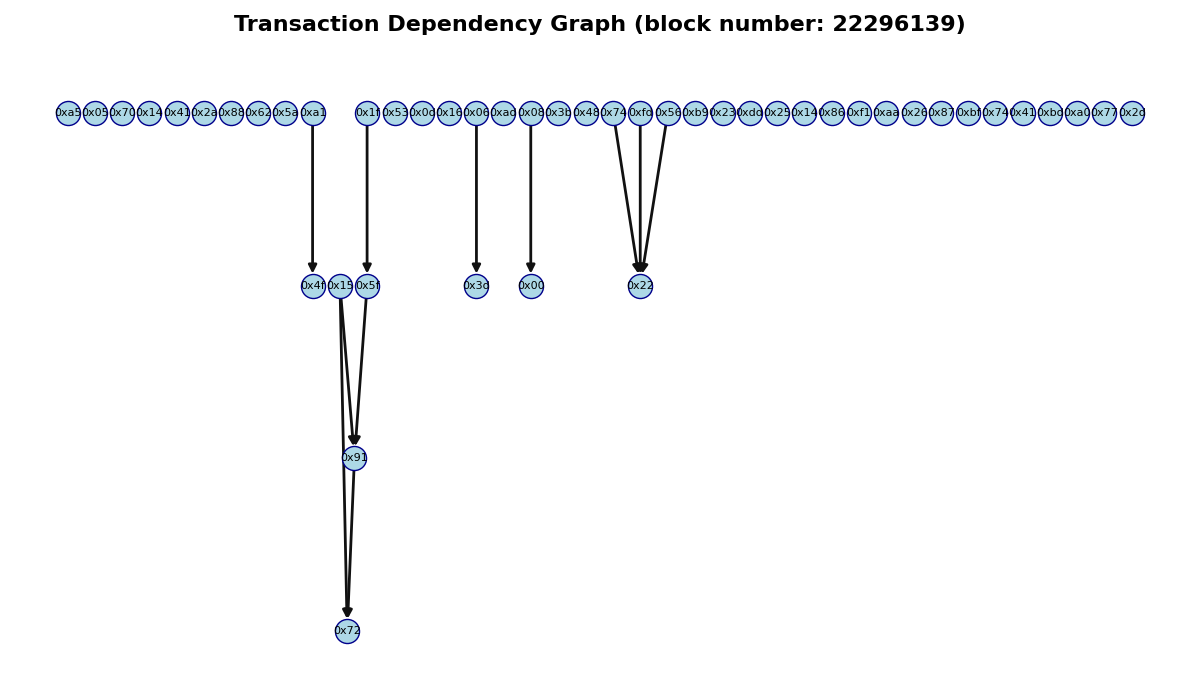 Transaction Dependency Graph (block number: 22296139)
0xa5 0x05 0x70 0x14 0x41 0x2a 0x88 0x62 0x5a 0xa1 0x1f 0x53 0x0d 0x16 0x06 0xad 0x08 0x3b 0x48 0x74 0xfd 0x56 0xb9 0x23 0xdd 0x25 0x14 0x86 0xf1 0xaa 0x26 0x87 0xbf 0x74 0x41 0xbd 0xa0 0x77 0x2d
0x4f 0x15 0x5f 0x3d 0x00 0x22
0x91
0x72